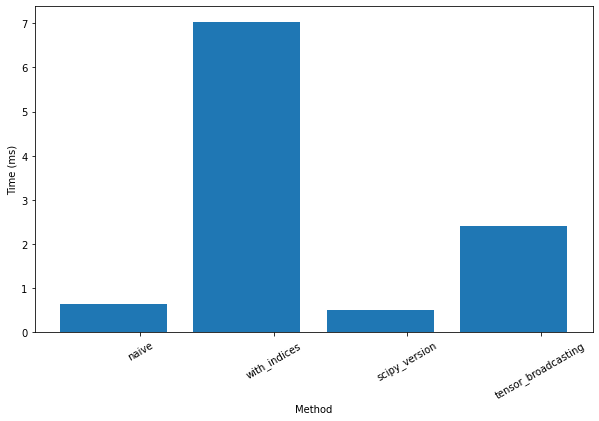 7
6
5
4
3
2
1
0
Time (ms)
naive
with_indices
scipy_version
tensor_broadcasting
Method